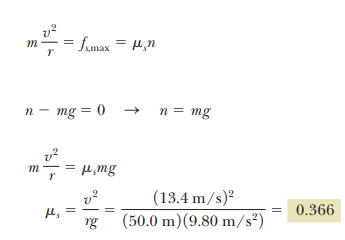 m v²/r = f_s,max = μ_s n
n − mg = 0 → n = mg
m v²/r = μ_s mg
μ_s = v²/rg = (13.4 m/s)²/(50.0 m)(9.80 m/s²) = 0.366